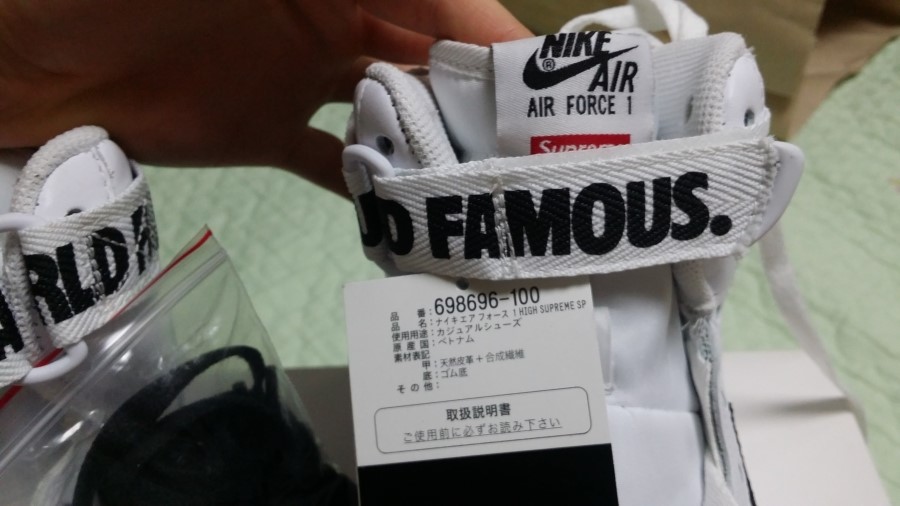 NIKE
®
AIR
AIR FORCE 1
Supreme
FAMOUS.
品 番:698696-100
品 名:ナイキエア フォース 1 HIGH SUPREME SP
使用用途:カジュアルシューズ
原 産 国:ベトナム
素材表記
甲:天然皮革+合成繊維
底:ゴム底
そ の 他:
取扱説明書
ご使用前に必ずお読み下さい